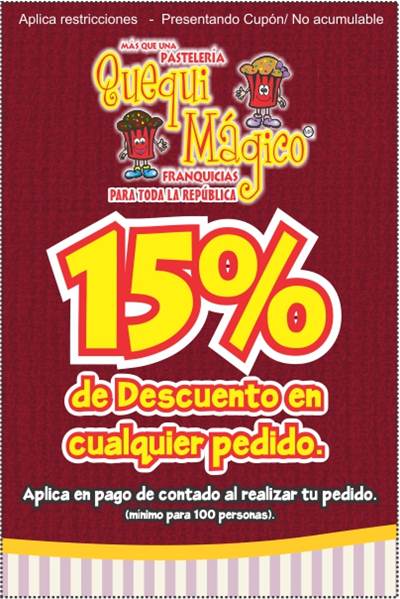 Aplica restricciones - Presentando Cupón/ No acumulable
MÁS QUE UNA
PASTELERÍA
Quequi
Mágico
FRANQUICIAS
PARA TODA LA REPÚBLICA
15%
de Descuento en
cualquier pedido.
Aplica en pago de contado al realizar tu pedido.
(mínimo para 100 personas).